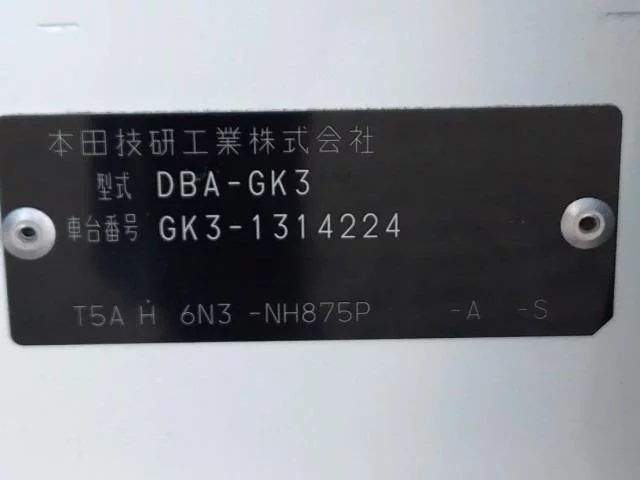 本田技研工業株式会社
型式 DBA-GK3
車台番号 GK3-1314224
T5A H 6N3 -NH875P -A -S